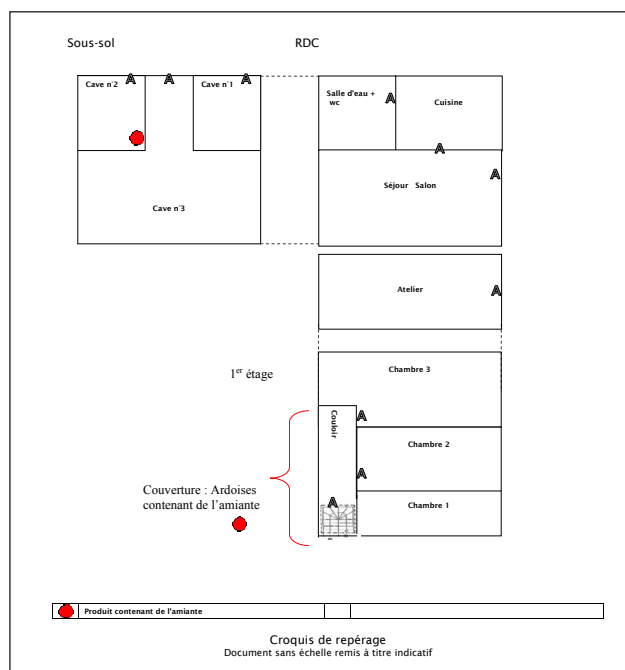 Sous-sol
RDC
A
A
A
Cave n°2
Cave n°1
Salle d'eau +
wc
A
Cuisine
A
A
Séjour Salon
Cave n°3
Atelier
A
1er étage
Chambre 3
Couloir
A
Chambre 2
A
Couverture : Ardoises
contenant de l'amiante
A
Chambre 1
Produit contenant de l'amiante
Croquis de repérage
Document sans échelle remis à titre indicatif